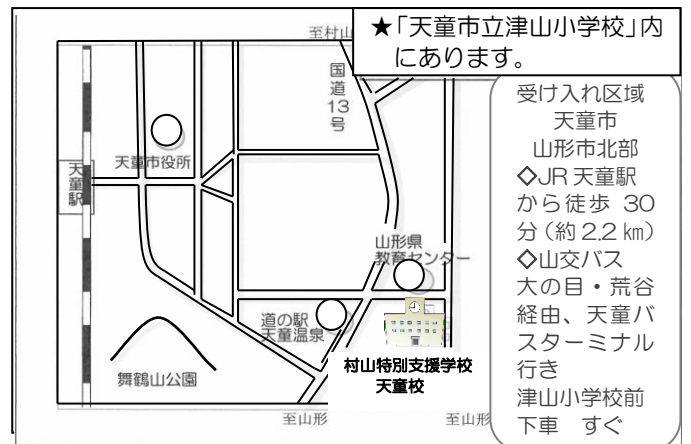 至村山
★「天童市立津山小学校」内
にあります。
国
道
13
号
天童市役所
天
童
駅
山形県
教育センター
道の駅
天童温泉
村山特別支援学校
天童校
舞鶴山公園
至山形
至山形
受け入れ区域
天童市
山形市北部
◇JR天童駅
から徒歩 30
分(約2.2㎞)
◇山交バス
大の目・荒谷
経由、天童バ
スターミナル
行き
津山小学校前
下車 すぐ